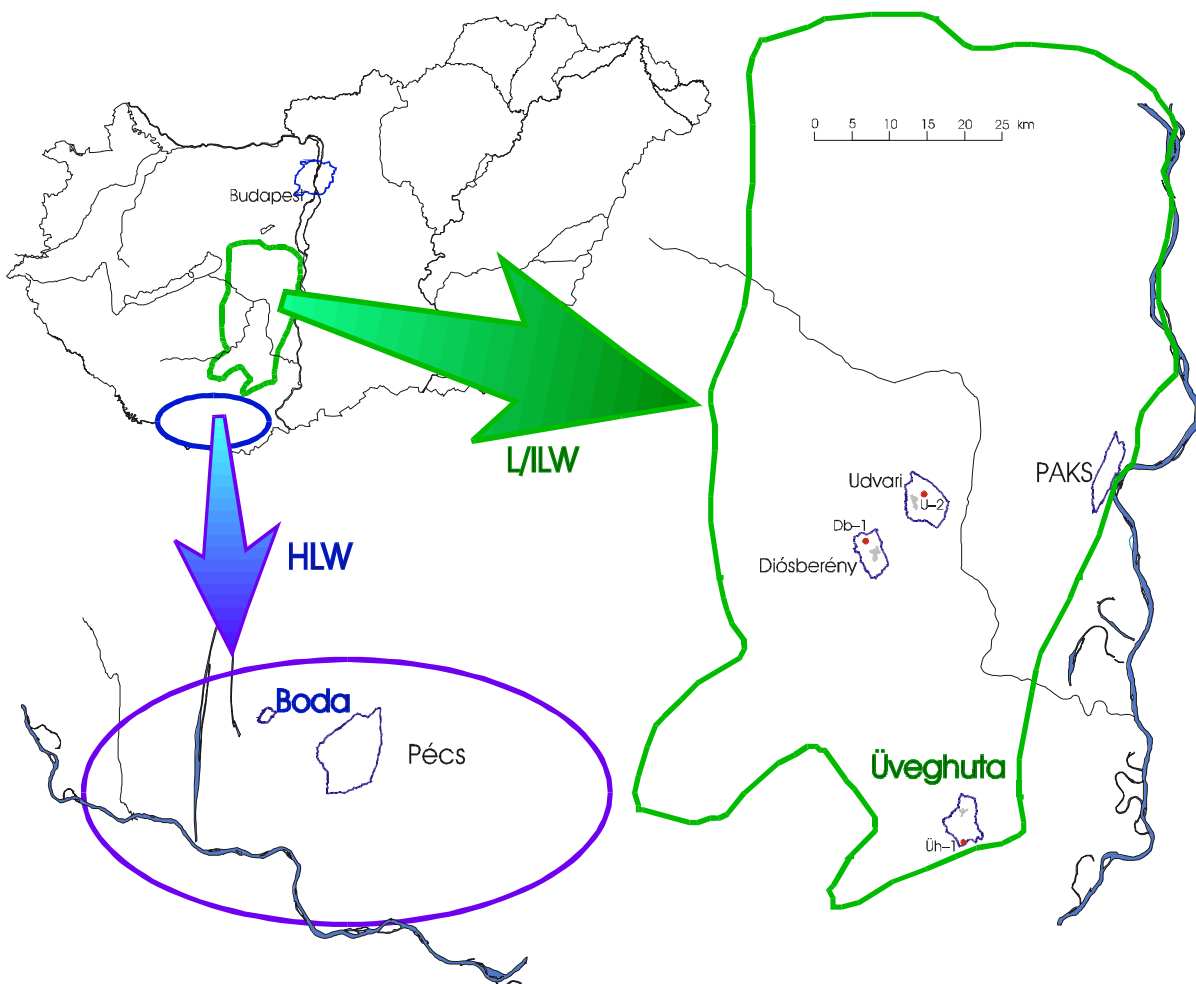 0 5 10 15 20 25 km
Budapest
L/ILW
Udvari
U–2
PAKS
Db–1
Diósberény
HLW
Boda
Pécs
Üveghuta
Üh–1